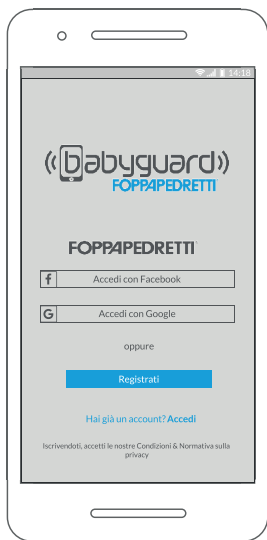 14:18
babyguard
FOPPAPEDRETTI
FOPPAPEDRETTI
f Accedi con Facebook
G Accedi con Google
oppure
Registrati
Hai già un account? Accedi
Iscrivendoti, accetti le nostre Condizioni & Normativa sulla
privacy